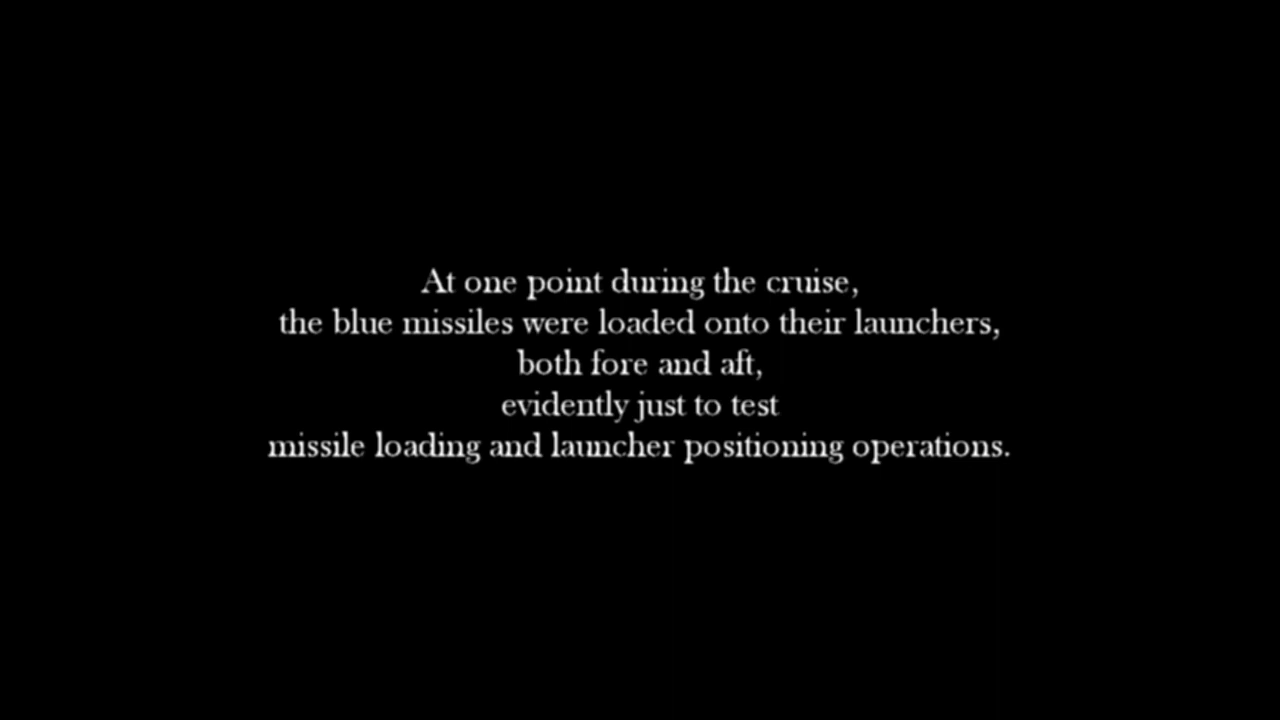 At one point during the cruise,
the blue missiles were loaded onto their launchers,
both fore and aft,
evidently just to test
missile loading and launcher positioning operations.